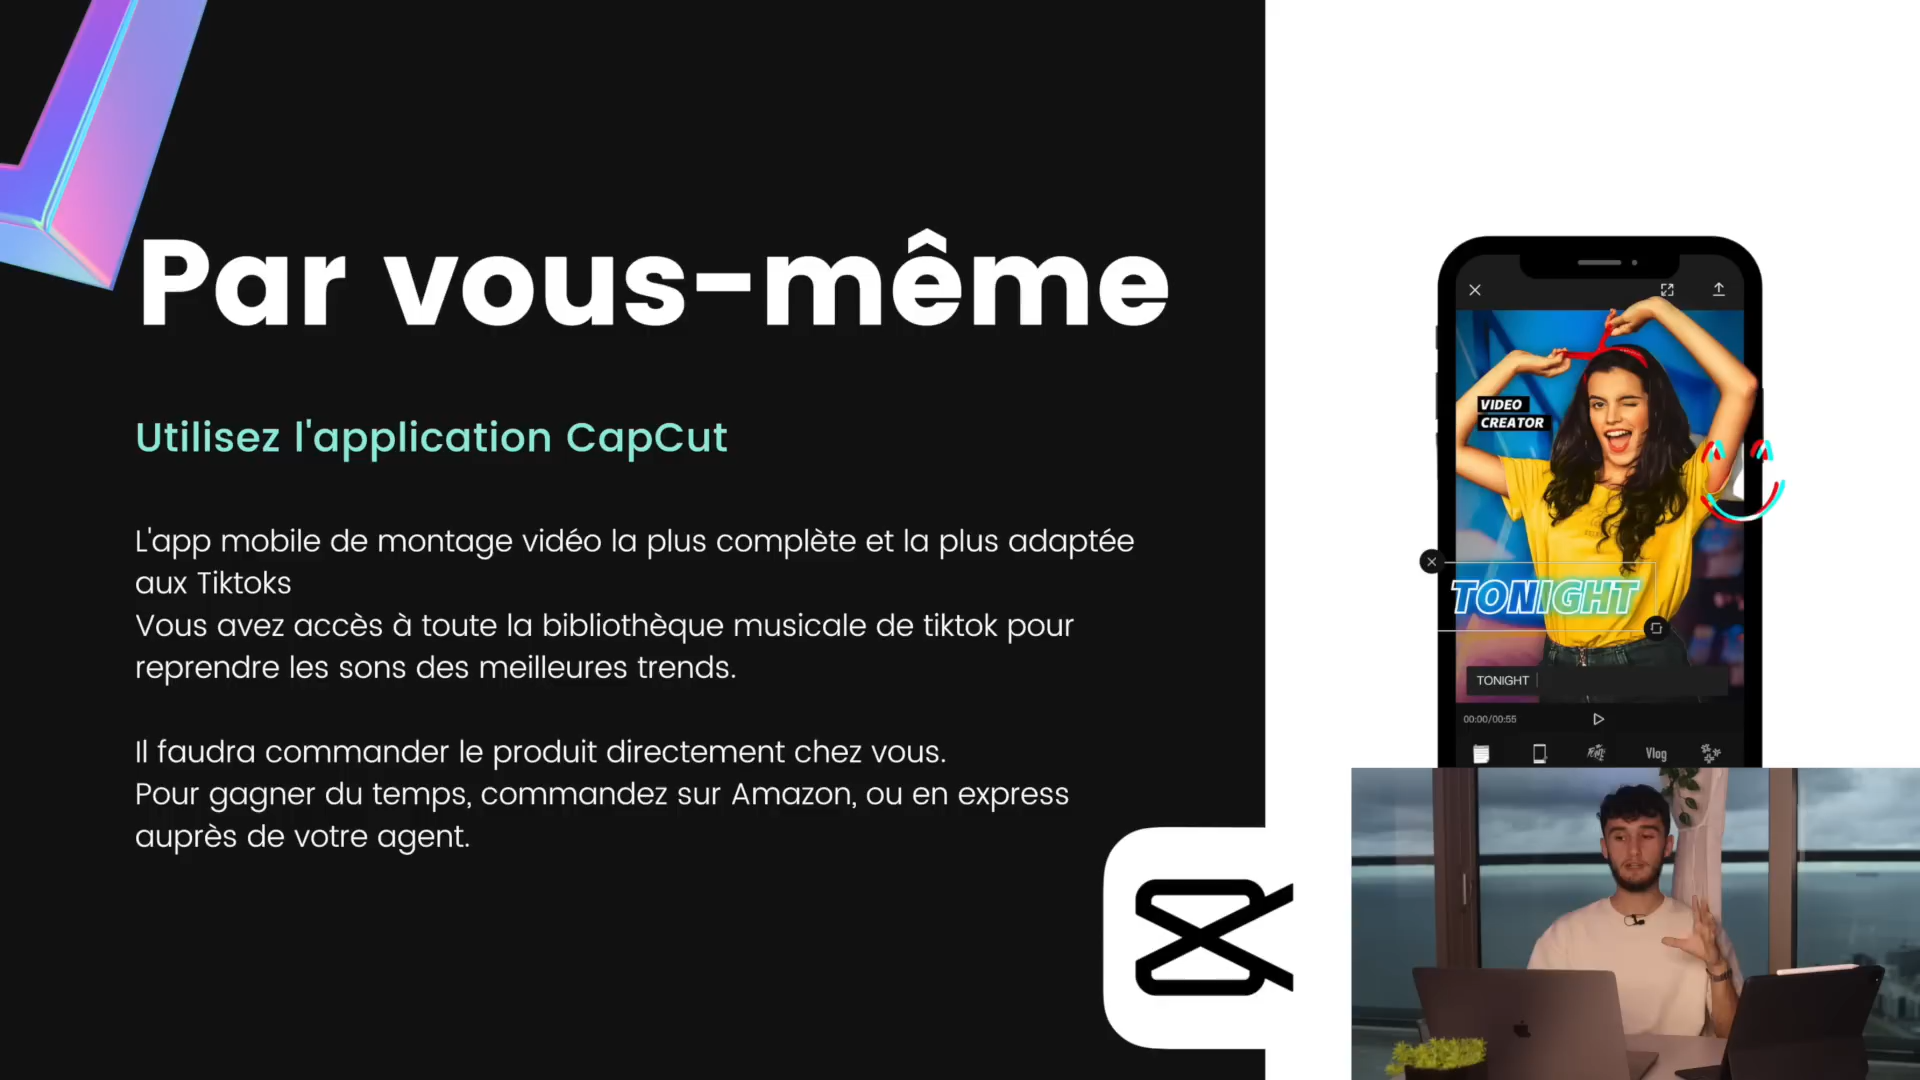 Par vous-même
Utilisez l'application CapCut
L'app mobile de montage vidéo la plus complète et la plus adaptée
aux Tiktoks
Vous avez accès à toute la bibliothèque musicale de tiktok pour
reprendre les sons des meilleures trends.
Il faudra commander le produit directement chez vous.
Pour gagner du temps, commandez sur Amazon, ou en express
auprès de votre agent.
VIDEO
CREATOR
TONIGHT
TONIGHT
00:00/00:55
Vlog